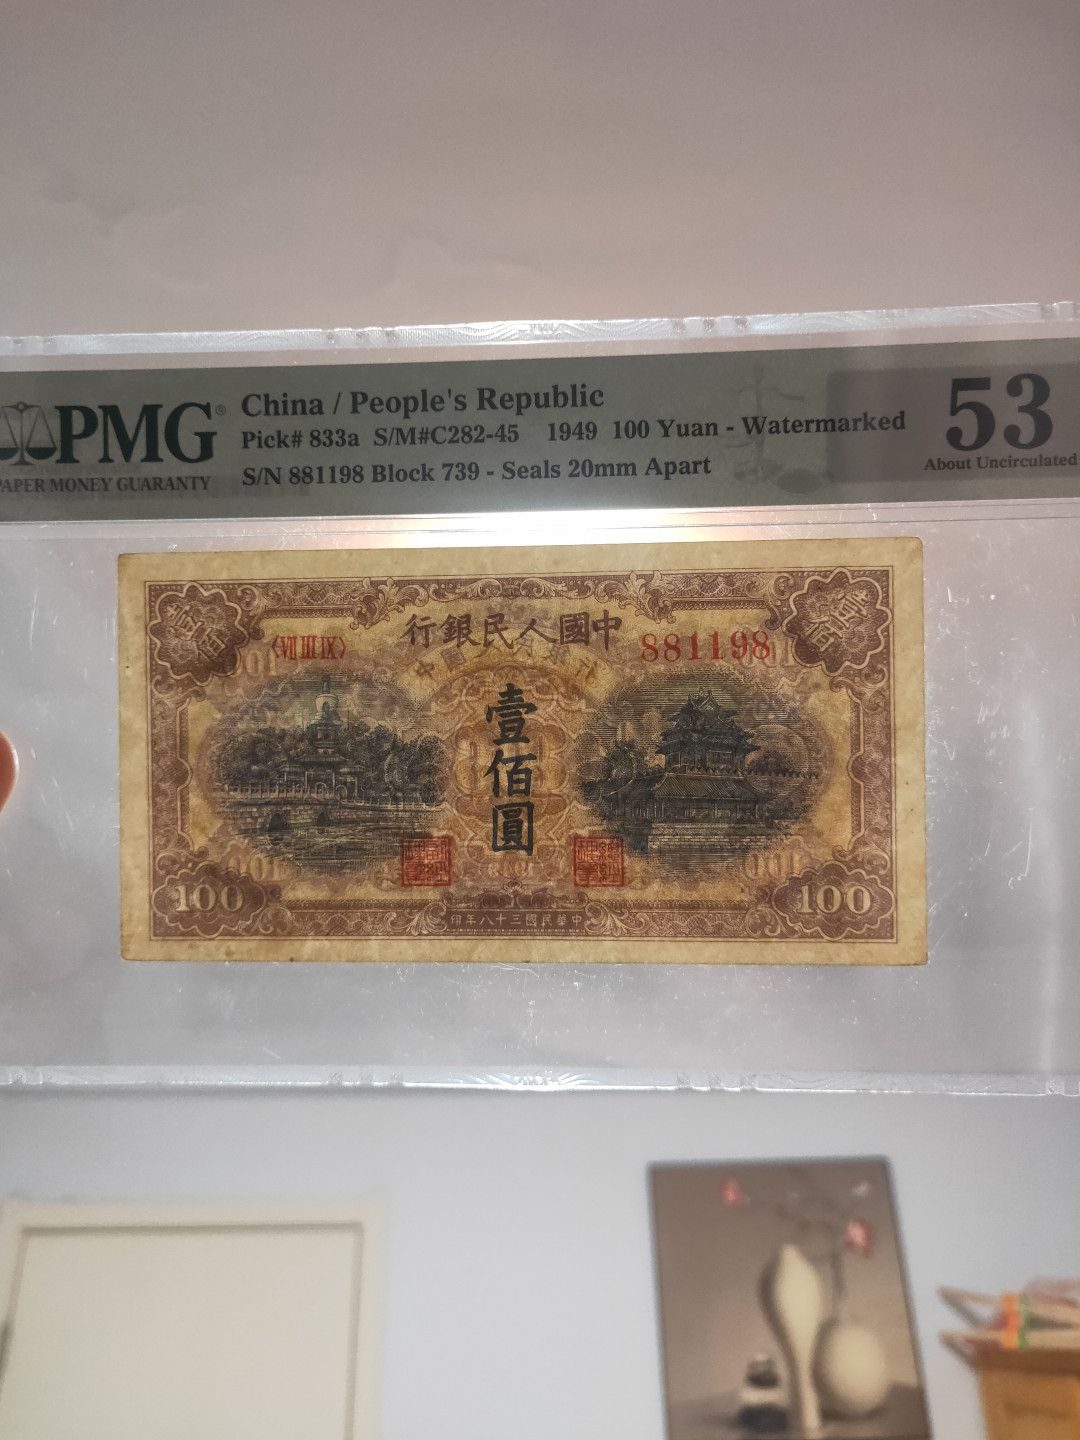 PMG®
PAPER MONEY GUARANTY
China / People's Republic
Pick# 833a S/M#C282-45 1949 100 Yuan - Watermarked
S/N 881198 Block 739 - Seals 20mm Apart
53
About Uncirculated
壹佰
行銀民人國中
壹佰
〈VII III IX〉
881198
壹佰圓
100
100
印年八十三國民華中